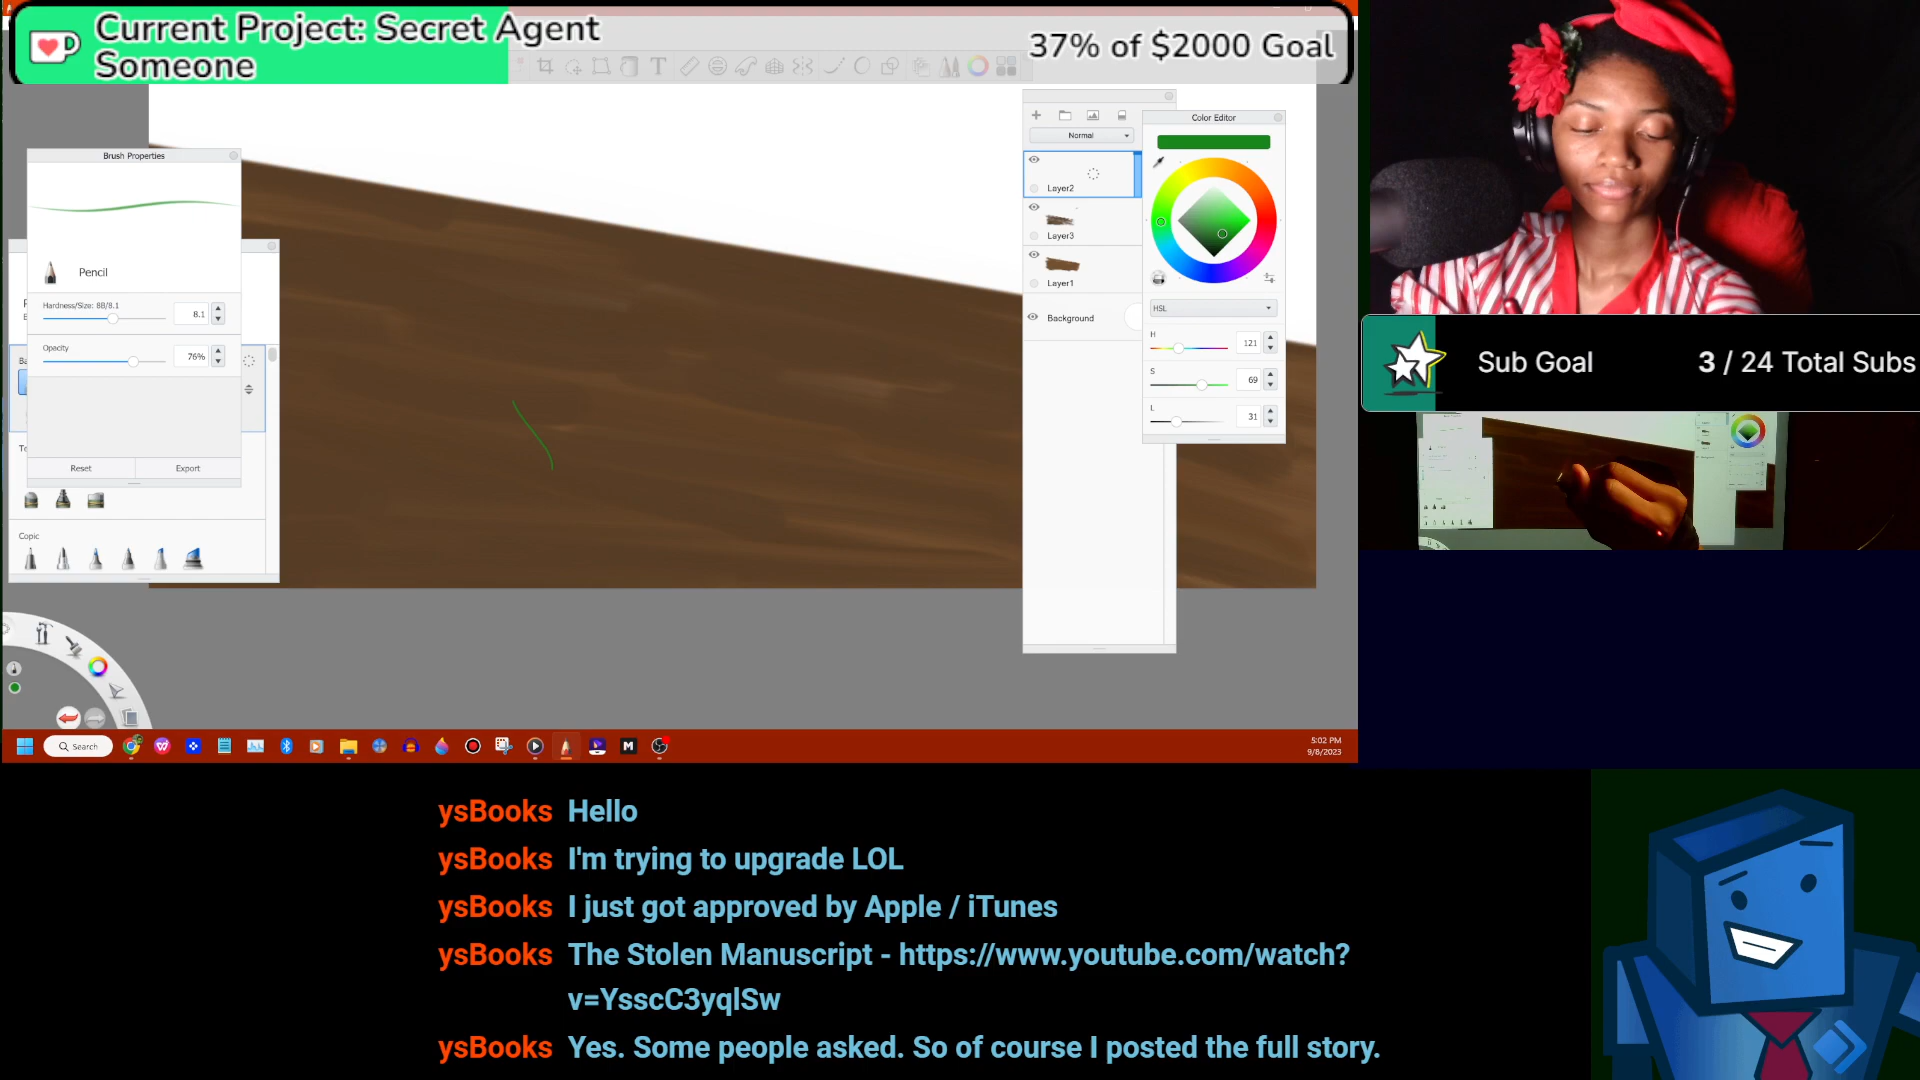 Current Project: Secret Agent
Someone
37% of $2000 Goal
Brush Properties
Pencil
Hardness/Size: 8B/8.1
8.1
Opacity
76%
Reset
Export
Copic
Normal
Layer2
Layer3
Layer1
Background
Color Editor
HSL
H
121
S
69
L
31
Sub Goal
3 / 24 Total Subs
Search
5:02 PM
9/8/2023
ysBooks Hello
ysBooks I'm trying to upgrade LOL
ysBooks I just got approved by Apple / iTunes
ysBooks The Stolen Manuscript - https://www.youtube.com/watch?
v=YsscC3yqlSw
ysBooks Yes. Some people asked. So of course I posted the full story.